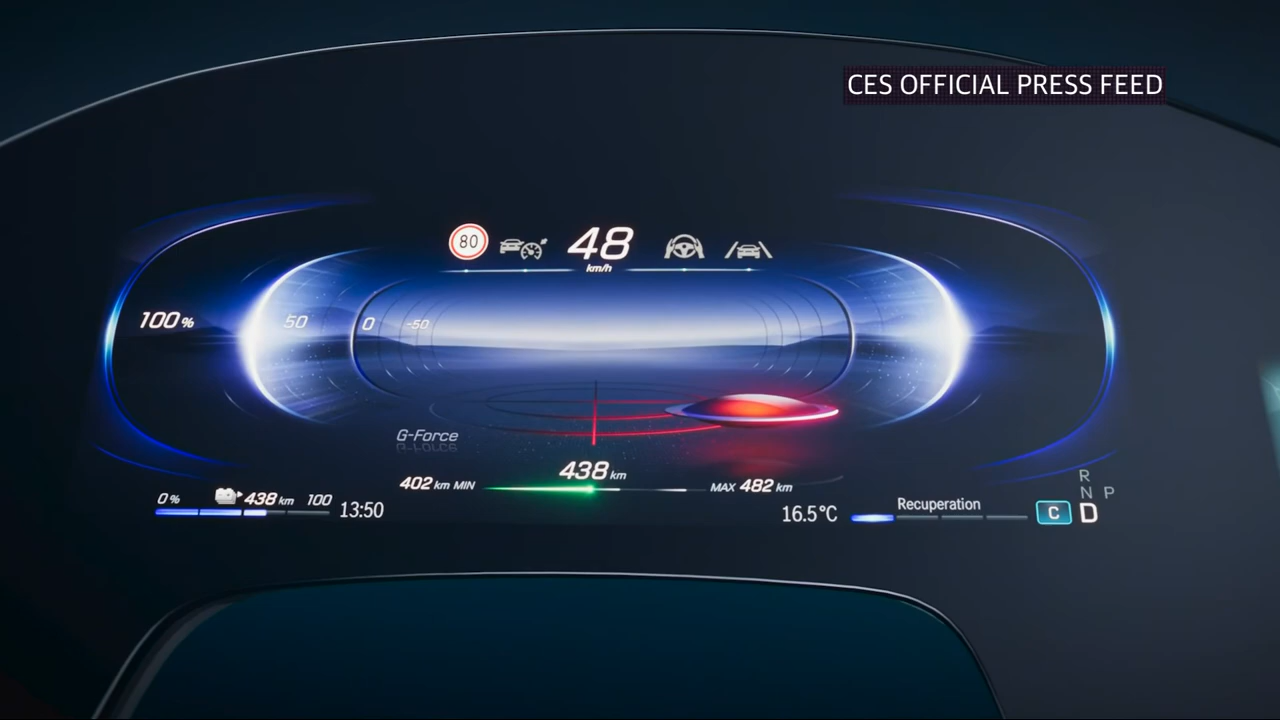 CES OFFICIAL PRESS FEED
80
48
km/h
100 %
50
0
-50
G-Force
438 km
402 km MIN
MAX 482 km
0 %
438 km
100
13:50
16.5°C
Recuperation
C
R
N P
D